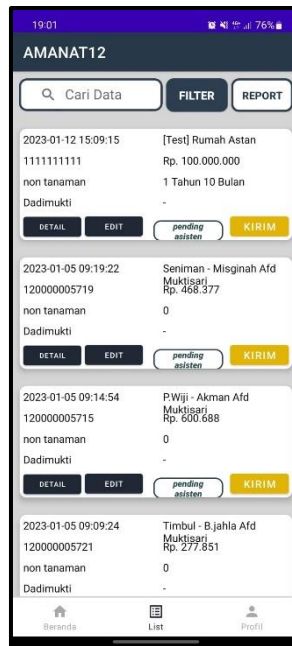 19:01 76%
AMANAT12
Cari Data FILTER REPORT
2023-01-12 15:09:15 [Test] Rumah Astan
1111111111 Rp. 100.000.000
non tanaman 1 Tahun 10 Bulan
Dadimukti -
DETAIL EDIT pending asisten KIRIM
2023-01-05 09:19:22 Seniman - Misginah Afd Muktisari
120000005719 Rp. 468.377
non tanaman 0
Dadimukti -
DETAIL EDIT pending asisten KIRIM
2023-01-05 09:14:54 P.Wiji - Akman Afd Muktisari
120000005715 Rp. 600.688
non tanaman 0
Dadimukti -
DETAIL EDIT pending asisten KIRIM
2023-01-05 09:09:24 Timbul - B.jahla Afd Muktisari
120000005721 Rp. 277.851
non tanaman 0
Dadimukti -
Beranda List Profil